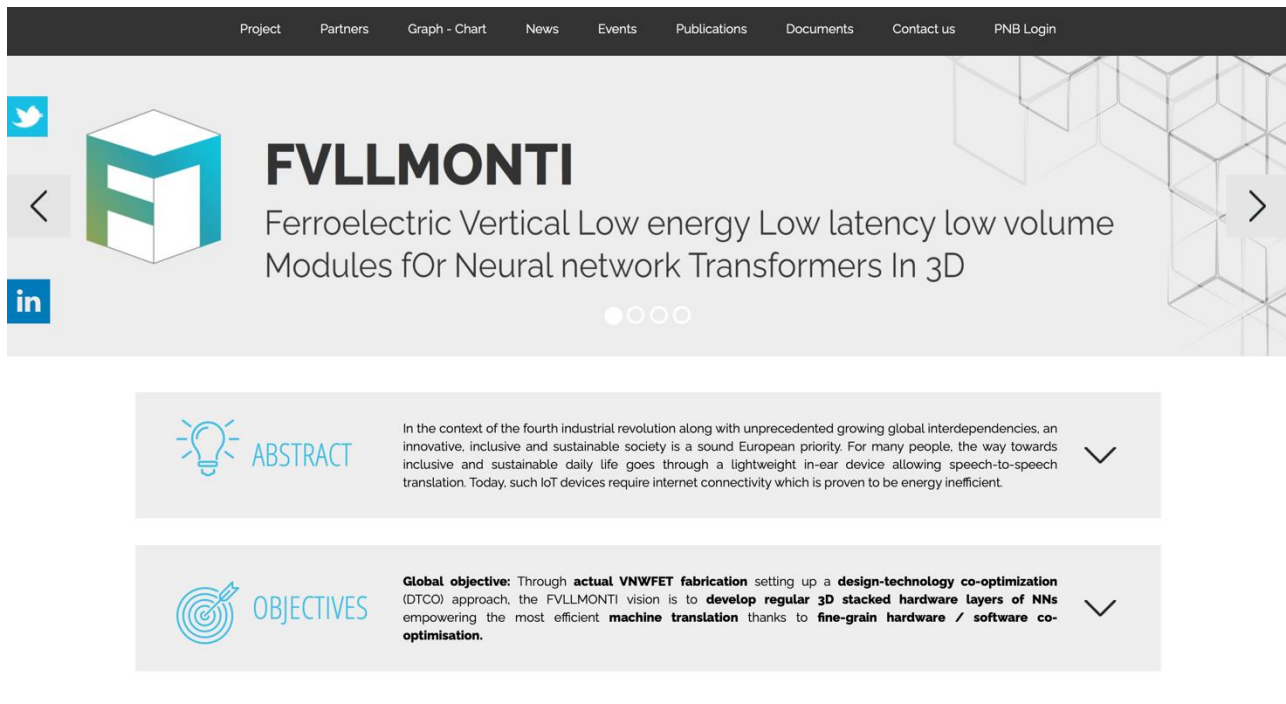 Project Partners Graph - Chart News Events Publications Documents Contact us PNB Login
FVLLMONTI
Ferroelectric Vertical Low energy Low latency low volume
Modules fOr Neural network Transformers In 3D
in
ABSTRACT
In the context of the fourth industrial revolution along with unprecedented growing global interdependencies, an
innovative, inclusive and sustainable society is a sound European priority. For many people, the way towards
inclusive and sustainable daily life goes through a lightweight in-ear device allowing speech-to-speech
translation. Today, such IoT devices require internet connectivity which is proven to be energy inefficient.
OBJECTIVES
Global objective: Through actual VNWFET fabrication setting up a design-technology co-optimization
(DTCO) approach, the FVLLMONTI vision is to develop regular 3D stacked hardware layers of NNs
empowering the most efficient machine translation thanks to fine-grain hardware / software co-
optimisation.